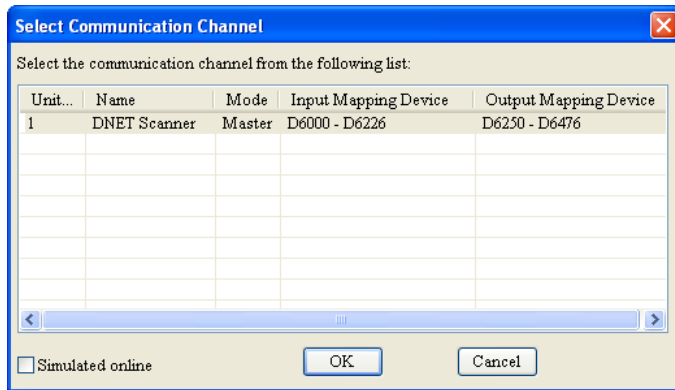 Select Communication Channel
Select the communication channel from the following list:
Unit... Name Mode Input Mapping Device Output Mapping Device
1 DNET Scanner Master D6000 - D6226 D6250 - D6476
Simulated online OK Cancel